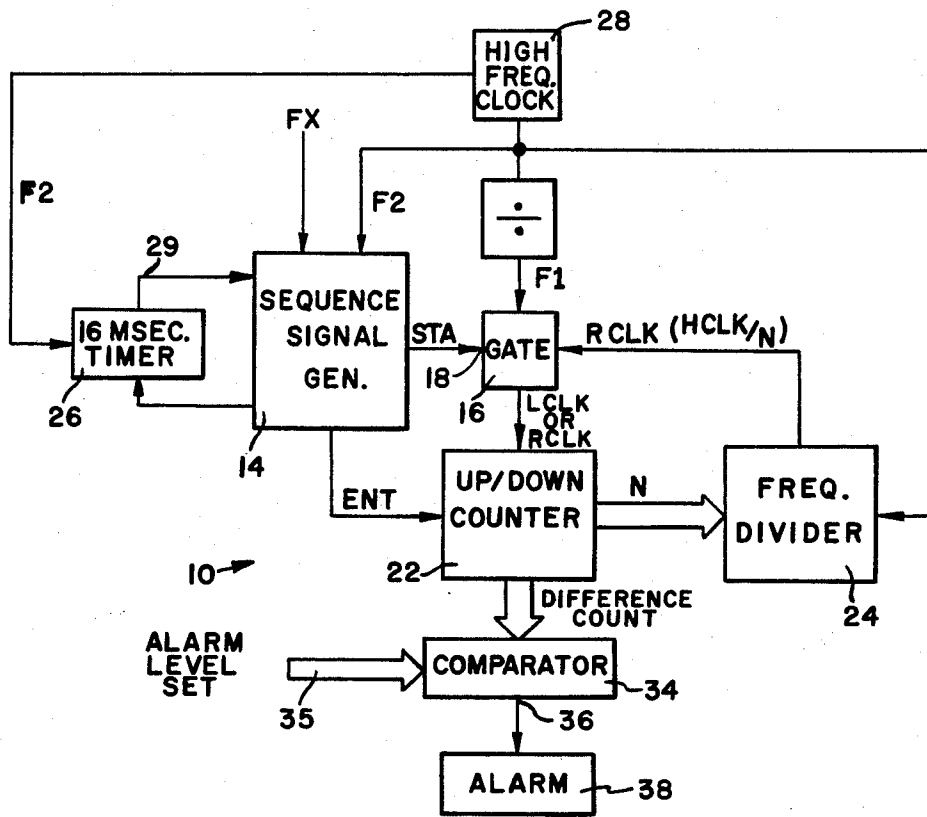 28
HIGH
FREQ.
CLOCK
FX
F2
F2
÷
29
F1
SEQUENCE
SIGNAL
GEN.
STA
18
GATE
16
RCLK (HCLK/N)
16 MSEC.
TIMER
26
14
LCLK
OR
RCLK
ENT
UP/DOWN
COUNTER
22
N
FREQ.
DIVIDER
24
10
DIFFERENCE
COUNT
ALARM
LEVEL
SET
35
COMPARATOR
34
36
ALARM
38